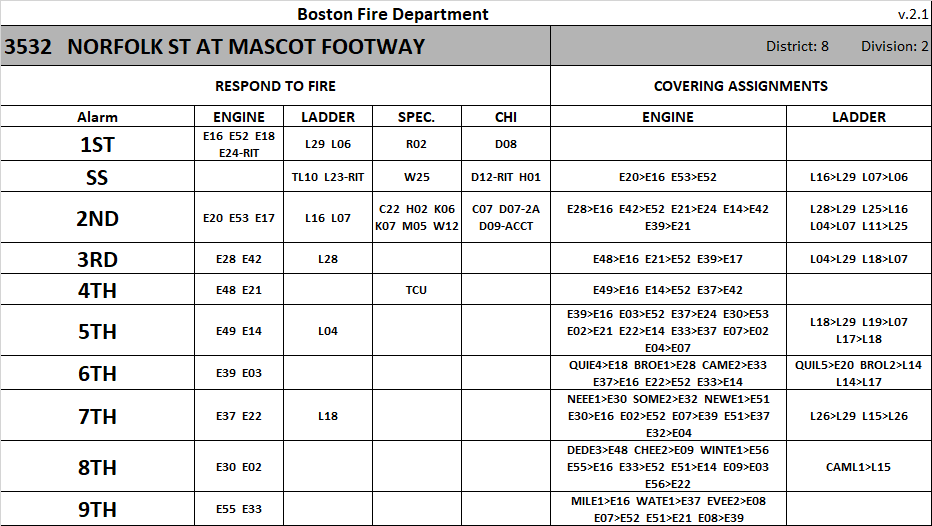 Boston Fire Department
v.2.1
3532 NORFOLK ST AT MASCOT FOOTWAY
District: 8 Division: 2
RESPOND TO FIRE
COVERING ASSIGNMENTS
Alarm ENGINE LADDER SPEC. CHI ENGINE LADDER
1ST
E16 E52 E18
E24-RIT
L29 L06
R02
D08
SS
TL10 L23-RIT
W25
D12-RIT H01
E20>E16 E53>E52
L16>L29 L07>L06
2ND
E20 E53 E17
L16 L07
C22 H02 K06
K07 M05 W12
C07 D07-2A
D09-ACCT
E28>E16 E42>E52 E21>E24 E14>E42
E39>E21
L28>L29 L25>L16
L04>L07 L11>L25
3RD
E28 E42
L28
E48>E16 E21>E52 E39>E17
L04>L29 L18>L07
4TH
E48 E21
TCU
E49>E16 E14>E52 E37>E42
5TH
E49 E14
L04
E39>E16 E03>E52 E37>E24 E30>E53
E02>E21 E22>E14 E33>E37 E07>E02
E04>E07
L18>L29 L19>L07
L17>L18
6TH
E39 E03
QUIE4>E18 BROE1>E28 CAME2>E33
E37>E16 E22>E52 E33>E14
QUIL5>E20 BROL2>L14
L14>L17
7TH
E37 E22
L18
NEEE1>E30 SOME2>E32 NEWE1>E51
E30>E16 E02>E52 E07>E39 E51>E37
E32>E04
L26>L29 L15>L26
8TH
E30 E02
DEDE3>E48 CHEE2>E09 WINTE1>E56
E55>E16 E33>E52 E51>E14 E09>E03
E56>E22
CAML1>L15
9TH
E55 E33
MILE1>E16 WATE1>E37 EVEE2>E08
E07>E52 E51>E21 E08>E39